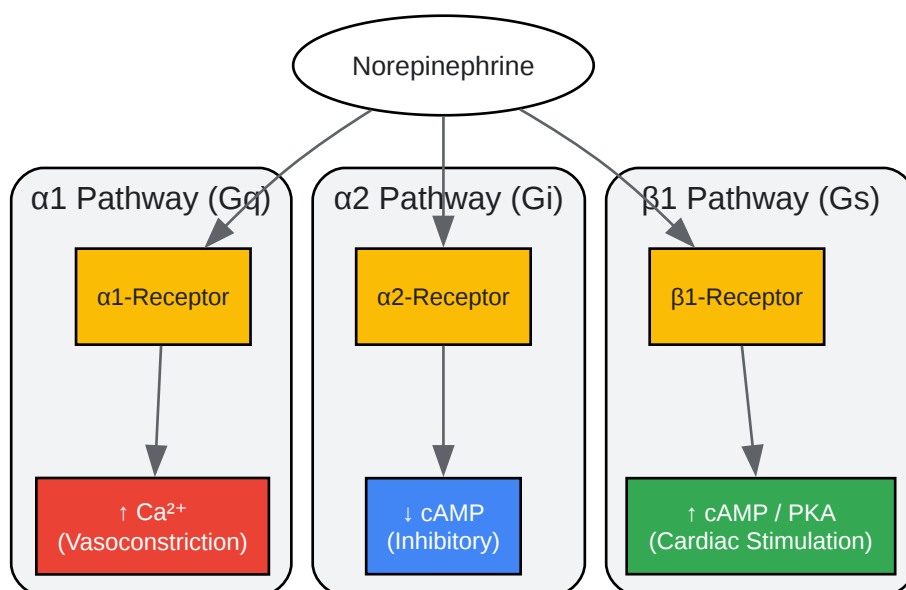 Norepinephrine
α1 Pathway (Gq)
α2 Pathway (Gi)
β1 Pathway (Gs)
α1-Receptor
α2-Receptor
β1-Receptor
↑ Ca²⁺
(Vasoconstriction)
↓ cAMP
(Inhibitory)
↑ cAMP / PKA
(Cardiac Stimulation)